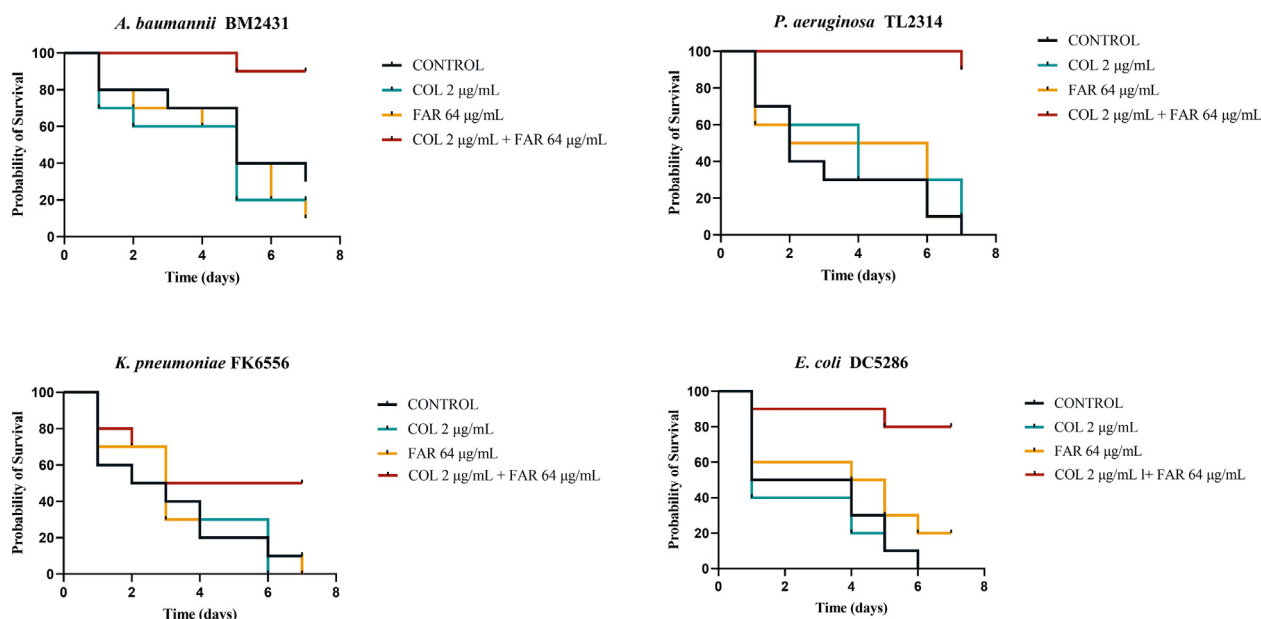 A. baumannii BM2431
Probability of Survival
100
80
60
40
20
0
0 2 4 6 8
Time (days)
CONTROL
COL 2 μg/mL
FAR 64 μg/mL
COL 2 μg/mL + FAR 64 μg/mL
P. aeruginosa TL2314
Probability of Survival
100
80
60
40
20
0
0 2 4 6 8
Time (days)
CONTROL
COL 2 μg/mL
FAR 64 μg/mL
COL 2 μg/mL + FAR 64 μg/mL
K. pneumoniae FK6556
Probability of Survival
100
80
60
40
20
0
0 2 4 6 8
Time (days)
CONTROL
COL 2 μg/mL
FAR 64 μg/mL
COL 2 μg/mL + FAR 64 μg/mL
E. coli DC5286
Probability of Survival
100
80
60
40
20
0
0 2 4 6 8
Time (days)
CONTROL
COL 2 μg/mL
FAR 64 μg/mL
COL 2 μg/mL l+ FAR 64 μg/mL